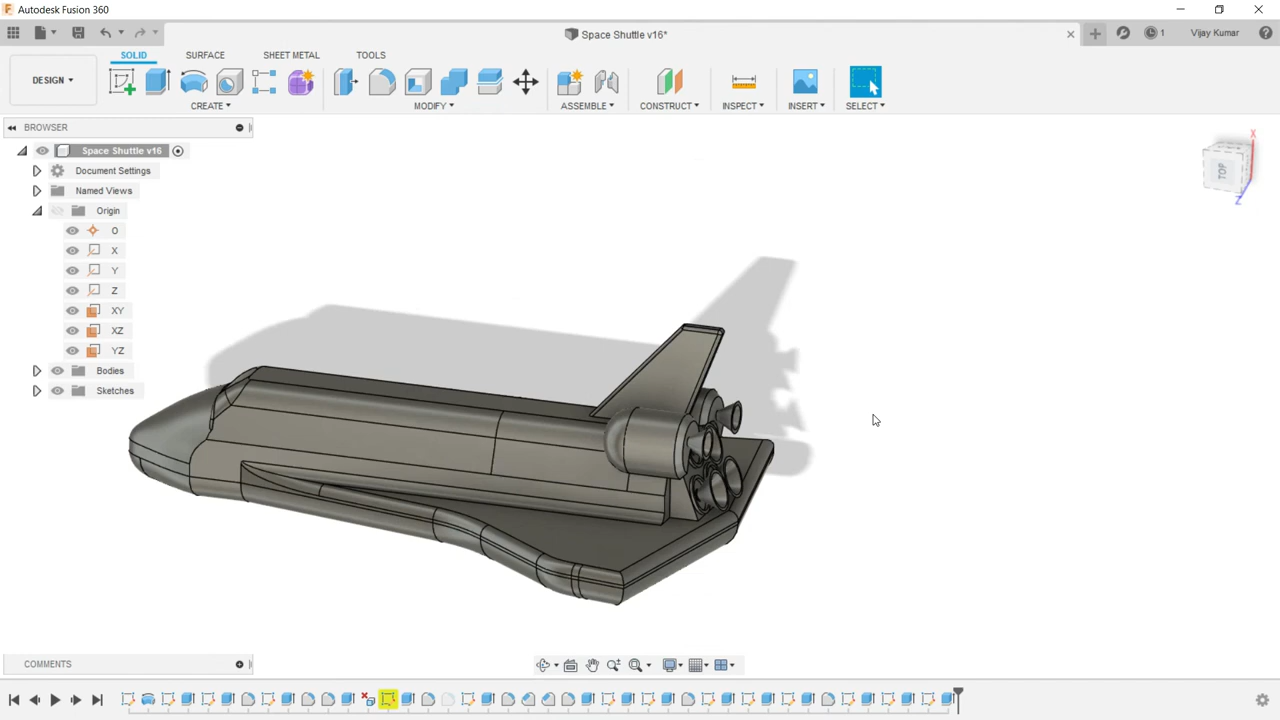 Autodesk Fusion 360
Space Shuttle v16*
1
Vijay Kumar
DESIGN
SOLID
SURFACE
SHEET METAL
TOOLS
CREATE
MODIFY
ASSEMBLE
CONSTRUCT
INSPECT
INSERT
SELECT
BROWSER
Space Shuttle v16
Document Settings
Named Views
Origin
O
X
Y
Z
XY
XZ
YZ
Bodies
Sketches
X
TOP
Z
COMMENTS